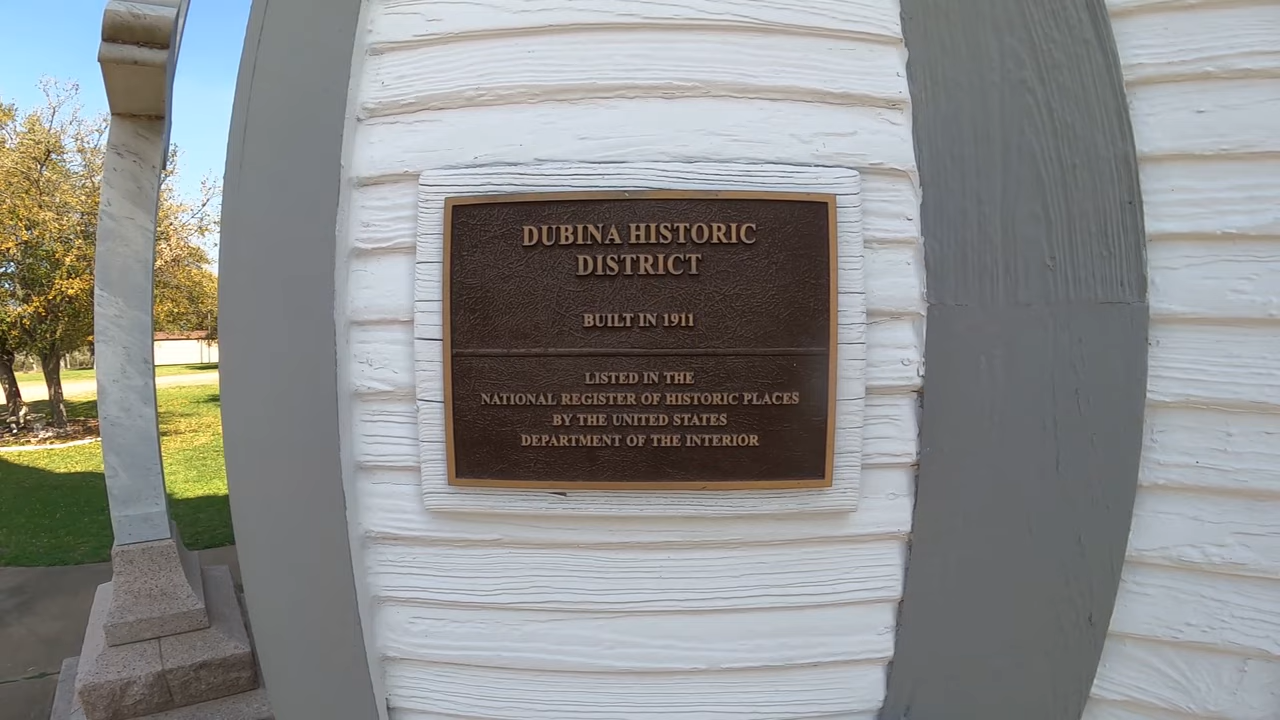 DUBINA HISTORIC
DISTRICT
BUILT IN 1911
LISTED IN THE
NATIONAL REGISTER OF HISTORIC PLACES
BY THE UNITED STATES
DEPARTMENT OF THE INTERIOR